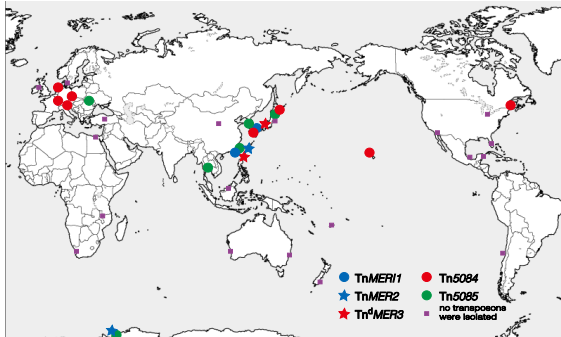 TnMERI1
TnMER2
TnᵈMER3
Tn5084
Tn5085
no transposons
were isolated